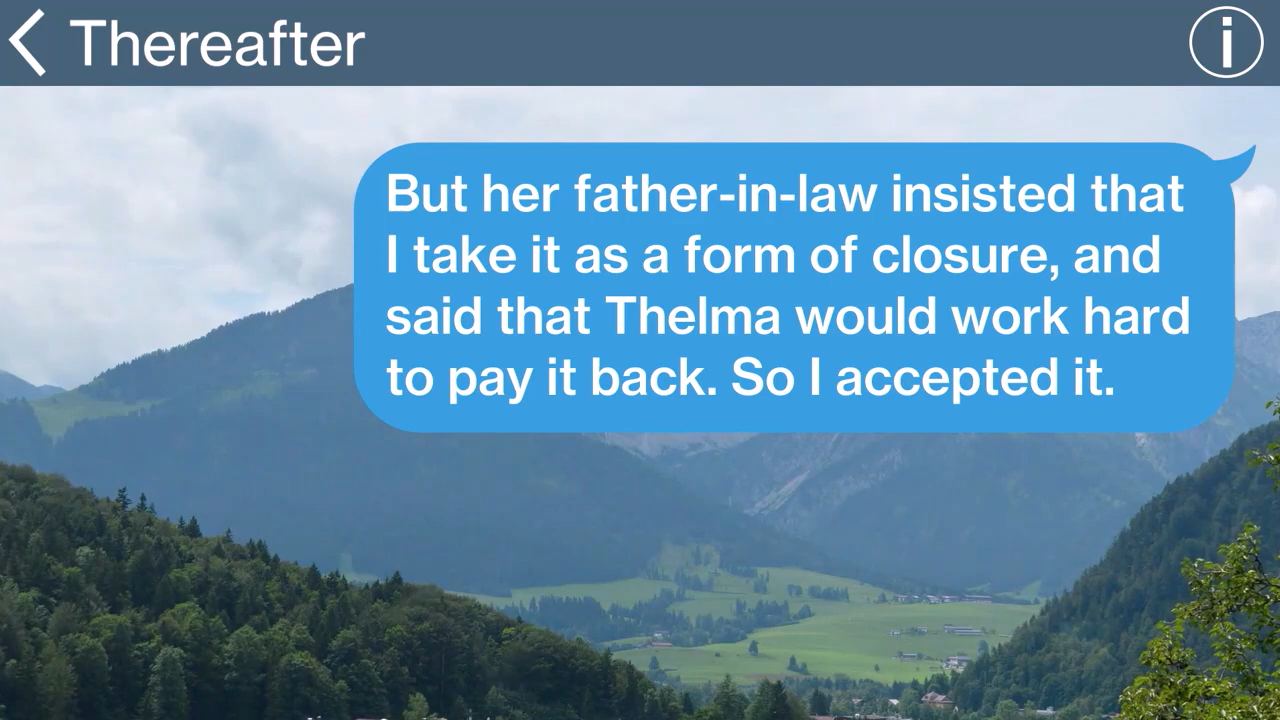 Thereafter
But her father-in-law insisted that
I take it as a form of closure, and
said that Thelma would work hard
to pay it back. So I accepted it.